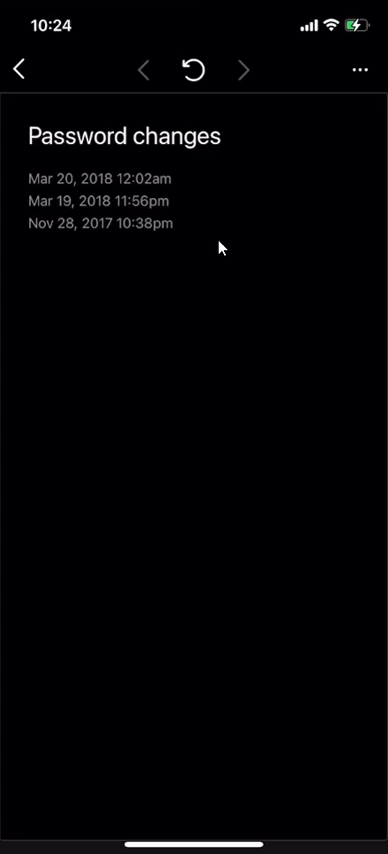 10:24
Password changes
Mar 20, 2018 12:02am
Mar 19, 2018 11:56pm
Nov 28, 2017 10:38pm